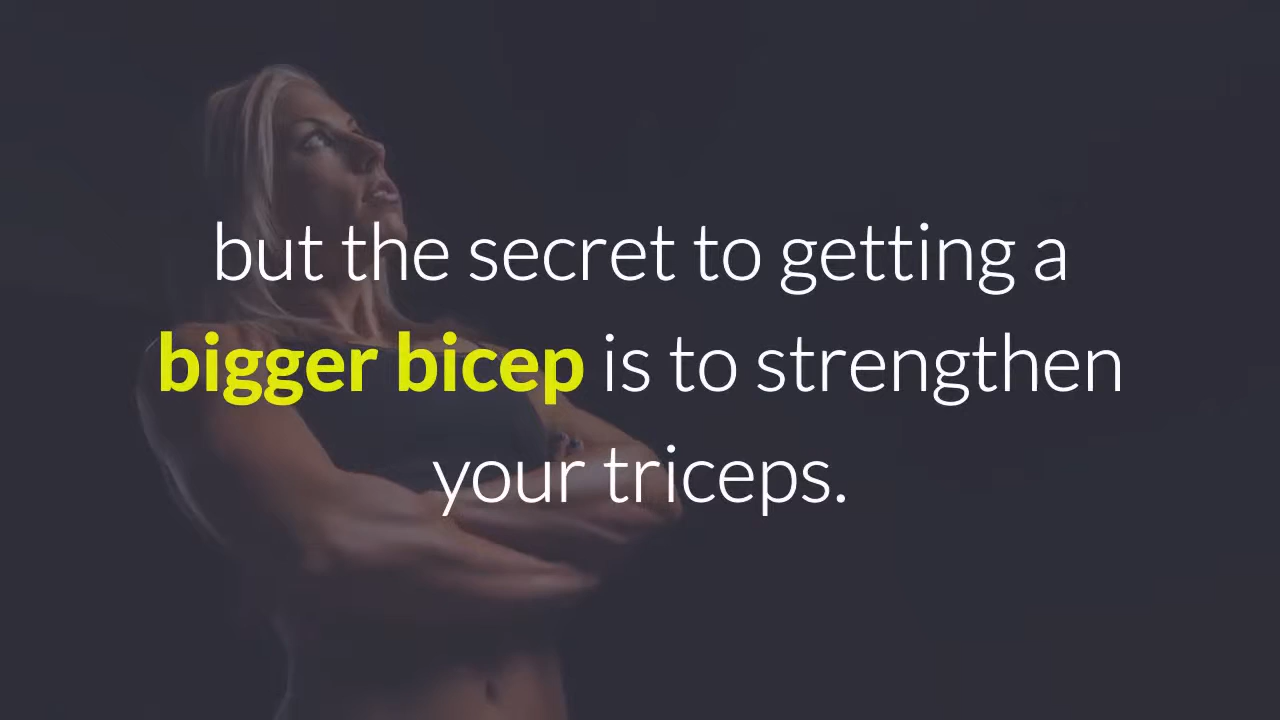 but the secret to getting a
bigger bicep is to strengthen
your triceps.